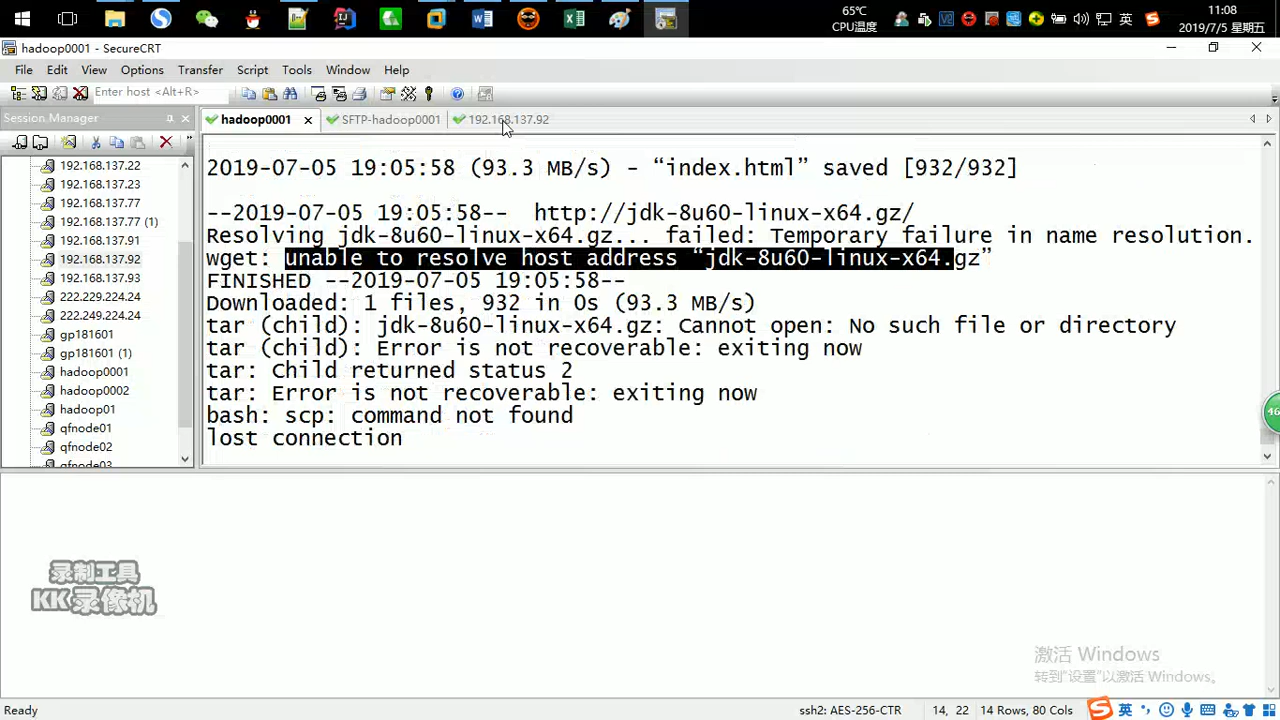 65℃
CPU温度
英
11:08
2019/7/5 星期五
hadoop0001 - SecureCRT
File Edit View Options Transfer Script Tools Window Help
Enter host <Alt+R>
Session Manager
hadoop0001 SFTP-hadoop0001 192.168.137.92
192.168.137.22
192.168.137.23
192.168.137.77
192.168.137.77 (1)
192.168.137.91
192.168.137.92
192.168.137.93
222.229.224.24
222.249.224.24
gp181601
gp181601 (1)
hadoop0001
hadoop0002
hadoop01
qfnode01
qfnode02
qfnode03
2019-07-05 19:05:58 (93.3 MB/s) - “index.html” saved [932/932]
--2019-07-05 19:05:58-- http://jdk-8u60-linux-x64.gz/
Resolving jdk-8u60-linux-x64.gz... failed: Temporary failure in name resolution.
wget: unable to resolve host address “jdk-8u60-linux-x64.gz”
FINISHED --2019-07-05 19:05:58--
Downloaded: 1 files, 932 in 0s (93.3 MB/s)
tar (child): jdk-8u60-linux-x64.gz: Cannot open: No such file or directory
tar (child): Error is not recoverable: exiting now
tar: Child returned status 2
tar: Error is not recoverable: exiting now
bash: scp: command not found
lost connection
46
录制工具
KK录像机
激活 Windows
转到“设置”以激活 Windows。
Ready ssh2: AES-256-CTR 14, 22 14 Rows, 80 Cols
英